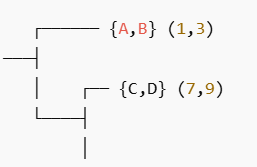 {A,B} (1,3)
{C,D} (7,9)